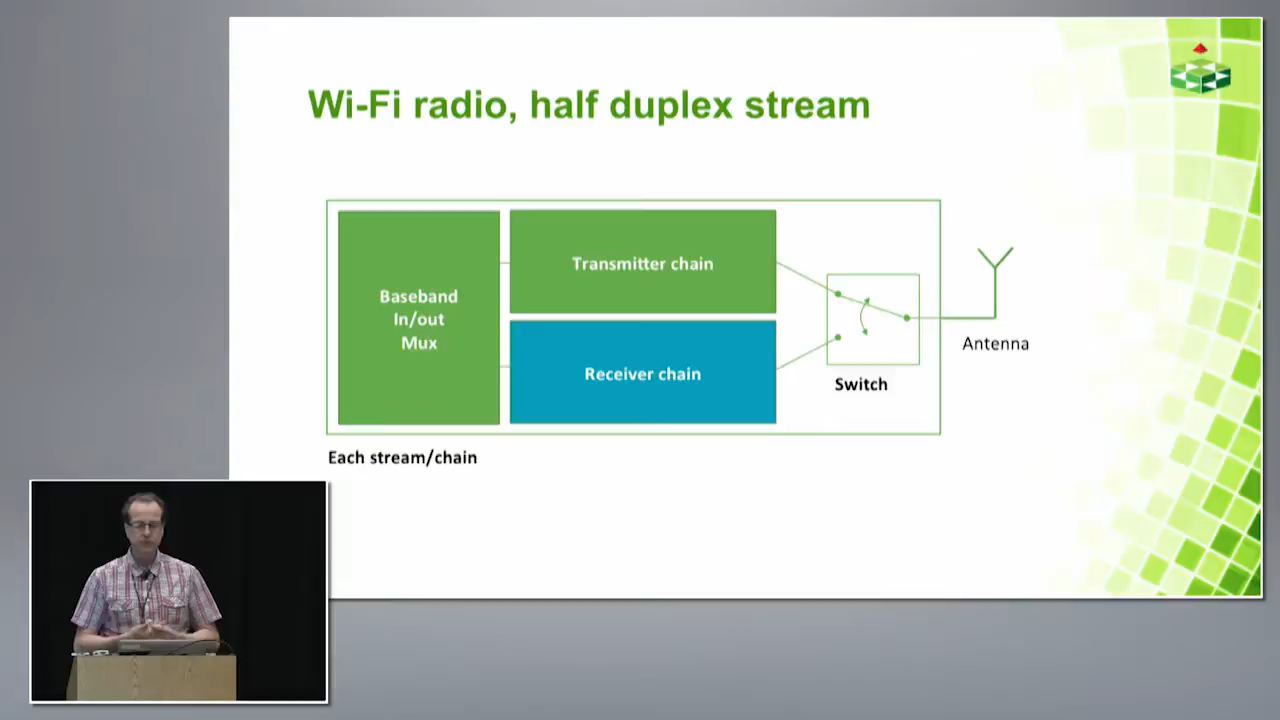 Wi-Fi radio, half duplex stream
Baseband
In/out
Mux
Transmitter chain
Receiver chain
Switch
Antenna
Each stream/chain